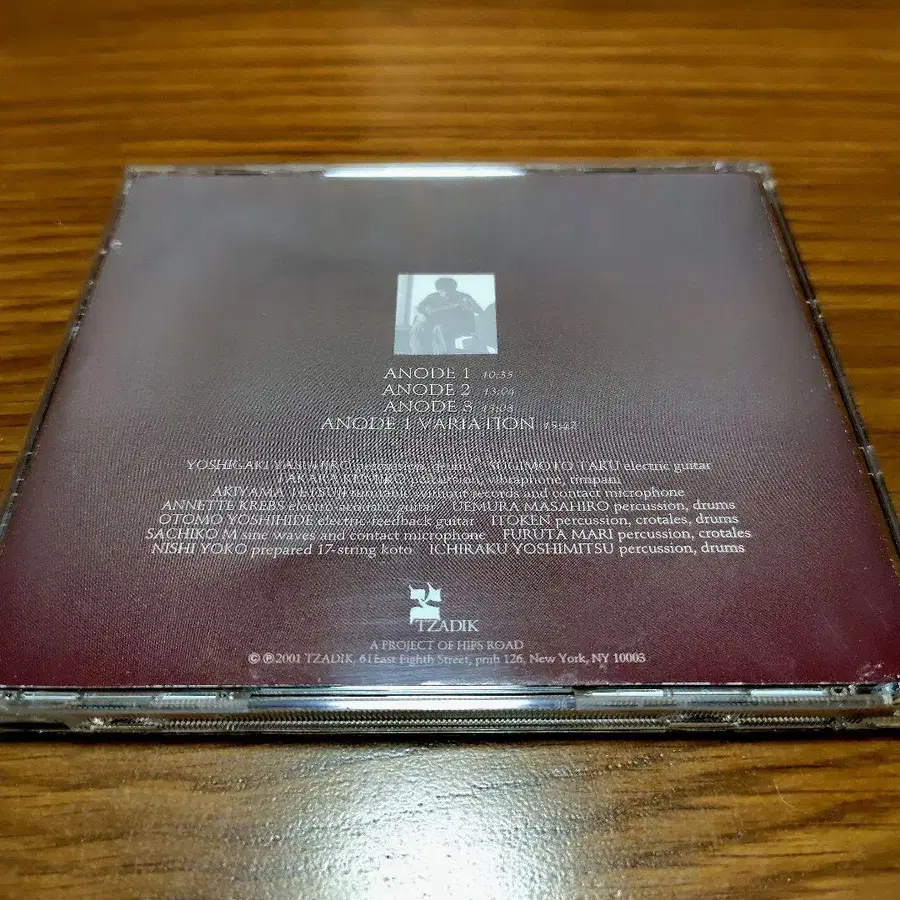 ANODE 1 10:35
ANODE 2 13:04
ANODE 3 13:03
ANODE 1 VARIATION 15:42
YOSHIGAKI YASUHIRO percussion, drums SUGIMOTO TAKU electric guitar
TAKARA KUMIKO percussion, vibraphone, timpani
AKIYAMA TETUZI turntable without records and contact microphone
ANNETTE KREBS electric acoustic guitar UEMURA MASAHIRO percussion, drums
OTOMO YOSHIHIDE electric feedback guitar ITOKEN percussion, crotales, drums
SACHIKO M sine waves and contact microphone FURUTA MARI percussion, crotales
NISHI YOKO prepared 17-string koto ICHIRAKU YOSHIMITSU percussion, drums
צ
TZADIK
A PROJECT OF HIPS ROAD
© ℗ 2001 TZADIK, 61 East Eighth Street, pmb 126, New York, NY 10003